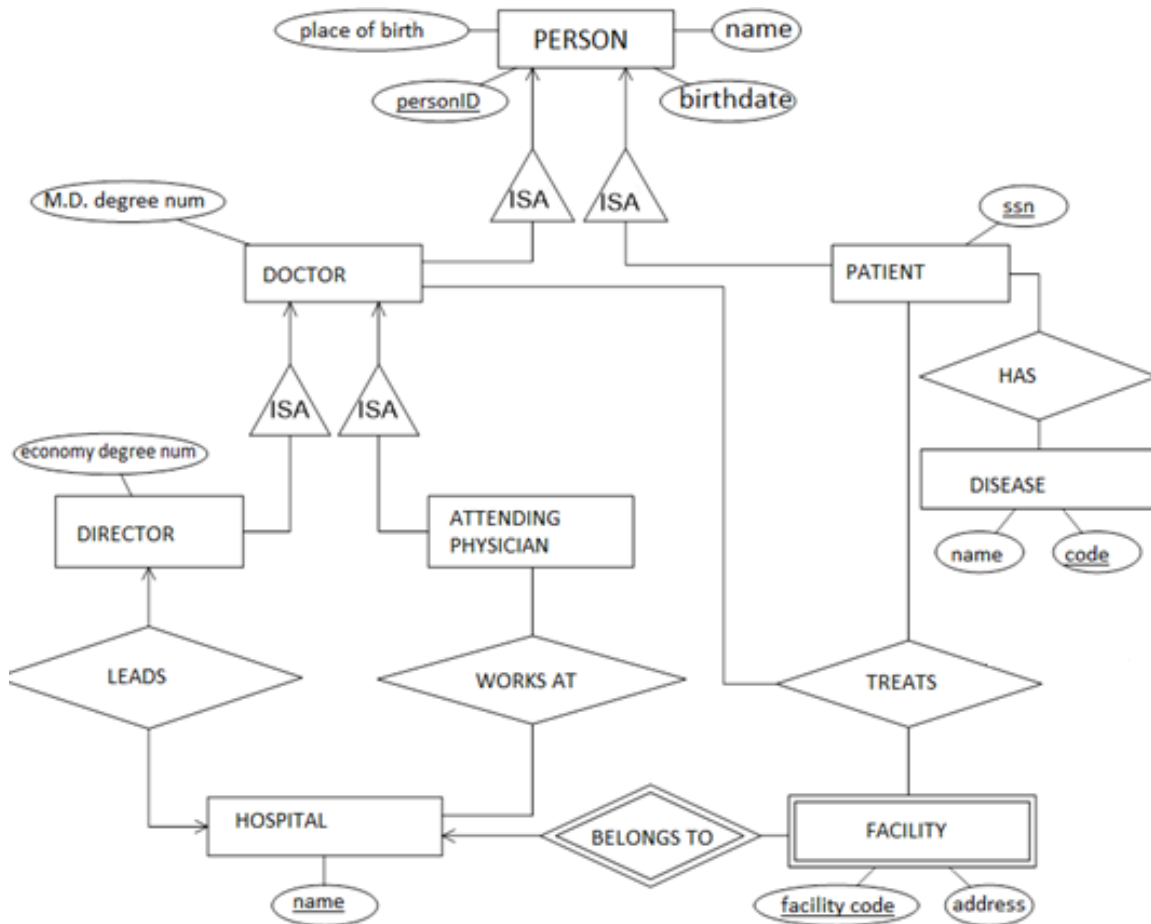 place of birth
PERSON
name
personID
birthdate
ISA
ISA
M.D. degree num
ssn
DOCTOR
PATIENT
HAS
ISA
ISA
economy degree num
DISEASE
DIRECTOR
ATTENDING
PHYSICIAN
name
code
LEADS
WORKS AT
TREATS
HOSPITAL
BELONGS TO
FACILITY
name
facility code
address